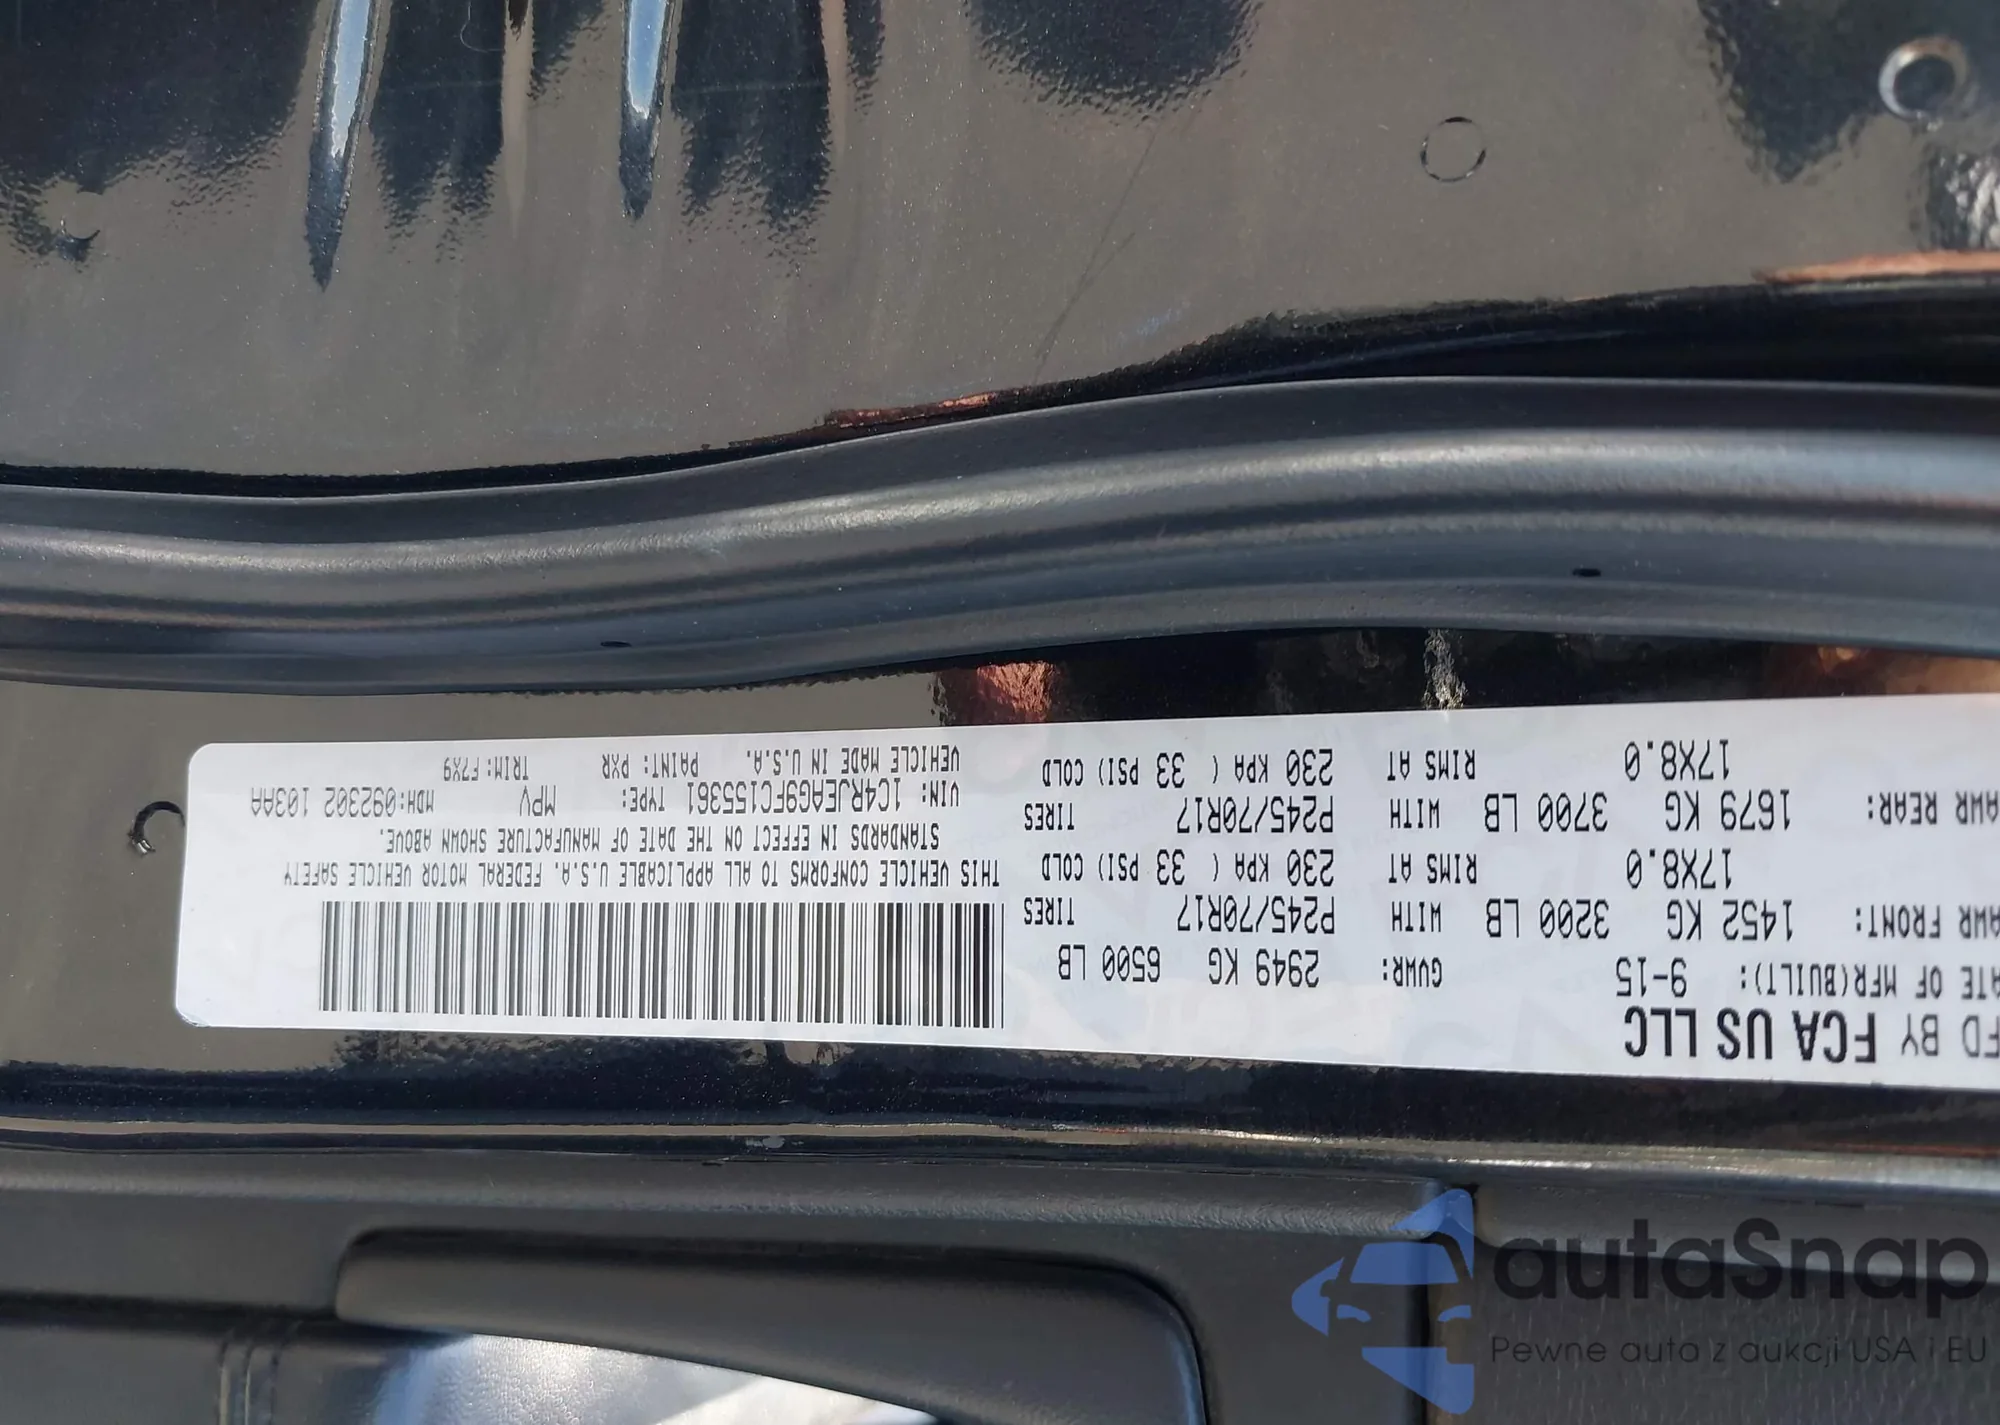 FD BY FCA US LLC
ATE OF MFR(BUILT): 9-15 GVWR: 2949 KG 6500 LB
AWR FRONT: 1452 KG 3200 LB WITH P245/70R17 TIRES
17X8.0 RIMS AT 230 KPA ( 33 PSI) COLD
AWR REAR: 1679 KG 3700 LB WITH P245/70R17 TIRES
17X8.0 RIMS AT 230 KPA ( 33 PSI) COLD
THIS VEHICLE CONFORMS TO ALL APPLICABLE U.S.A. FEDERAL MOTOR VEHICLE SAFETY
STANDARDS IN EFFECT ON THE DATE OF MANUFACTURE SHOWN ABOVE.
VIN: 1C4RJEAG9FC155361 TYPE: MPV MDH:092302 103AA
VEHICLE MADE IN U.S.A. PAINT: PXR TRIM:F7X9
autaSnap
Pewne auta z aukcji USA i EU